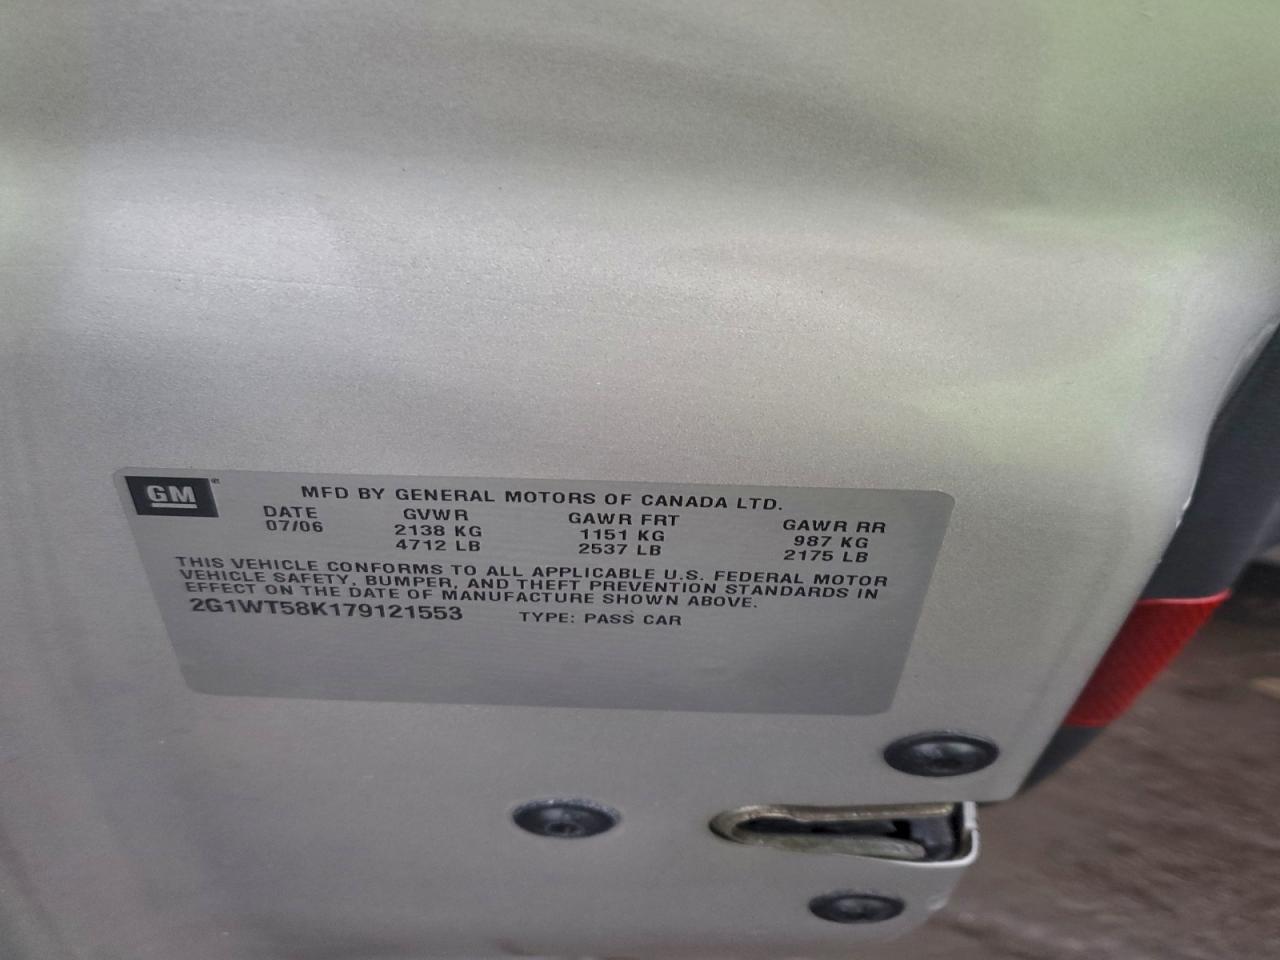 GM
MFD BY GENERAL MOTORS OF CANADA LTD.
DATE GVWR GAWR FRT GAWR RR
07/06 2138 KG 1151 KG 987 KG
4712 LB 2537 LB 2175 LB
THIS VEHICLE CONFORMS TO ALL APPLICABLE U.S. FEDERAL MOTOR
VEHICLE SAFETY, BUMPER, AND THEFT PREVENTION STANDARDS IN
EFFECT ON THE DATE OF MANUFACTURE SHOWN ABOVE.
2G1WT58K179121553 TYPE: PASS CAR